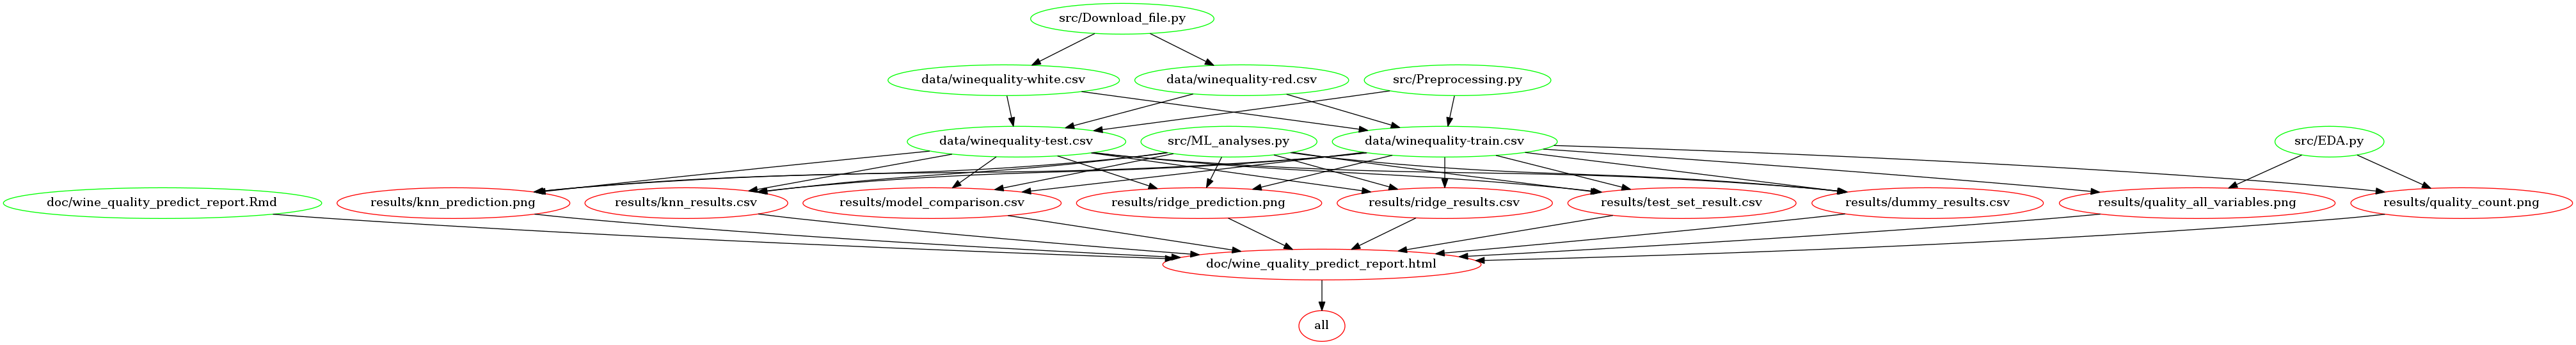 src/Download_file.py
data/winequality-white.csv
data/winequality-red.csv
src/Preprocessing.py
data/winequality-test.csv
src/ML_analyses.py
data/winequality-train.csv
src/EDA.py
doc/wine_quality_predict_report.Rmd
results/knn_prediction.png
results/knn_results.csv
results/model_comparison.csv
results/ridge_prediction.png
results/ridge_results.csv
results/test_set_result.csv
results/dummy_results.csv
results/quality_all_variables.png
results/quality_count.png
doc/wine_quality_predict_report.html
all